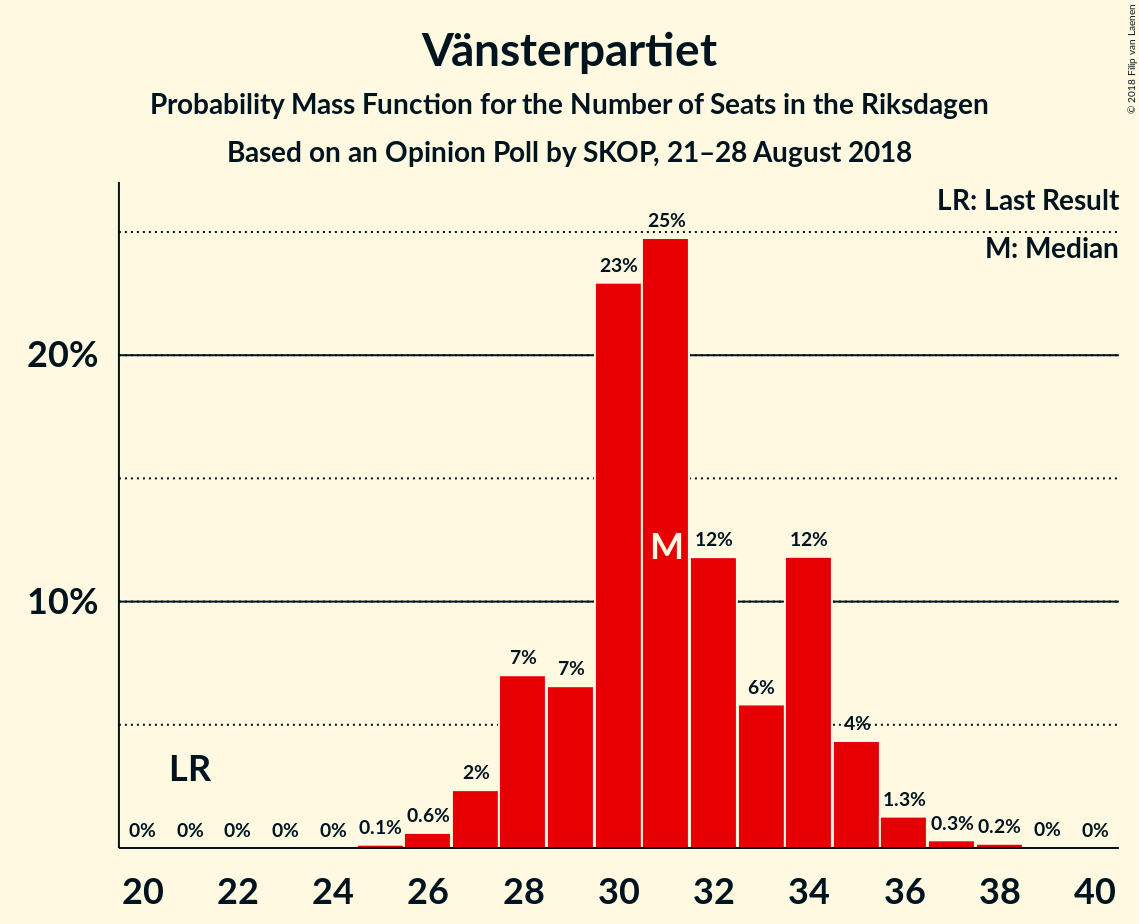 Vänsterpartiet
Probability Mass Function for the Number of Seats in the Riksdagen
Based on an Opinion Poll by SKOP, 21–28 August 2018
© 2018 Filip van Laenen
LR: Last Result
M: Median
20%
10%
0% 0% 0% 0% 0% 0.1% 0.6% 2% 7% 7% 23% 25% 12% 6% 12% 4% 1.3% 0.3% 0.2% 0% 0%
LR
M
20 22 24 26 28 30 32 34 36 38 40